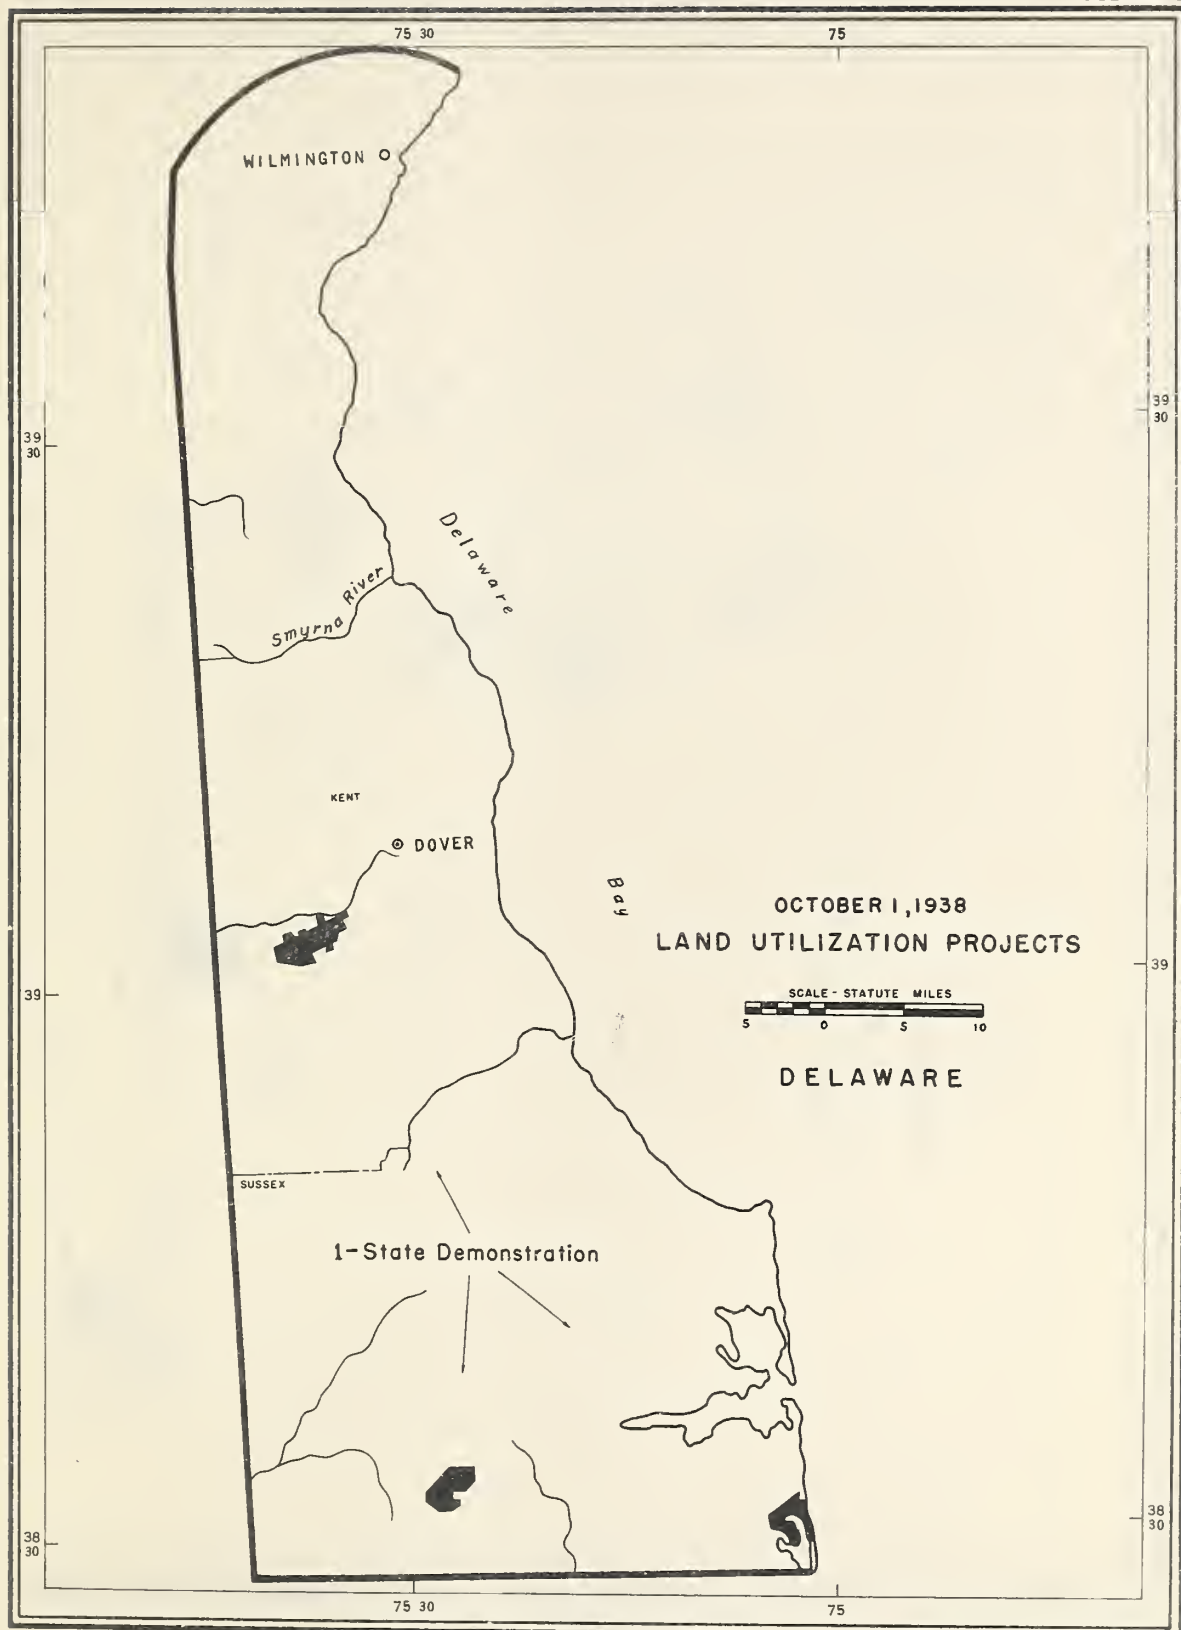 75 30
75
WILMINGTON
39
30
39
30
Delaware
Smyrna River
KENT
DOVER
Bay
OCTOBER 1, 1938
LAND UTILIZATION PROJECTS
39
39
SCALE - STATUTE MILES
5 0 5 10
DELAWARE
SUSSEX
1-State Demonstration
38
30
38
30
75 30
75